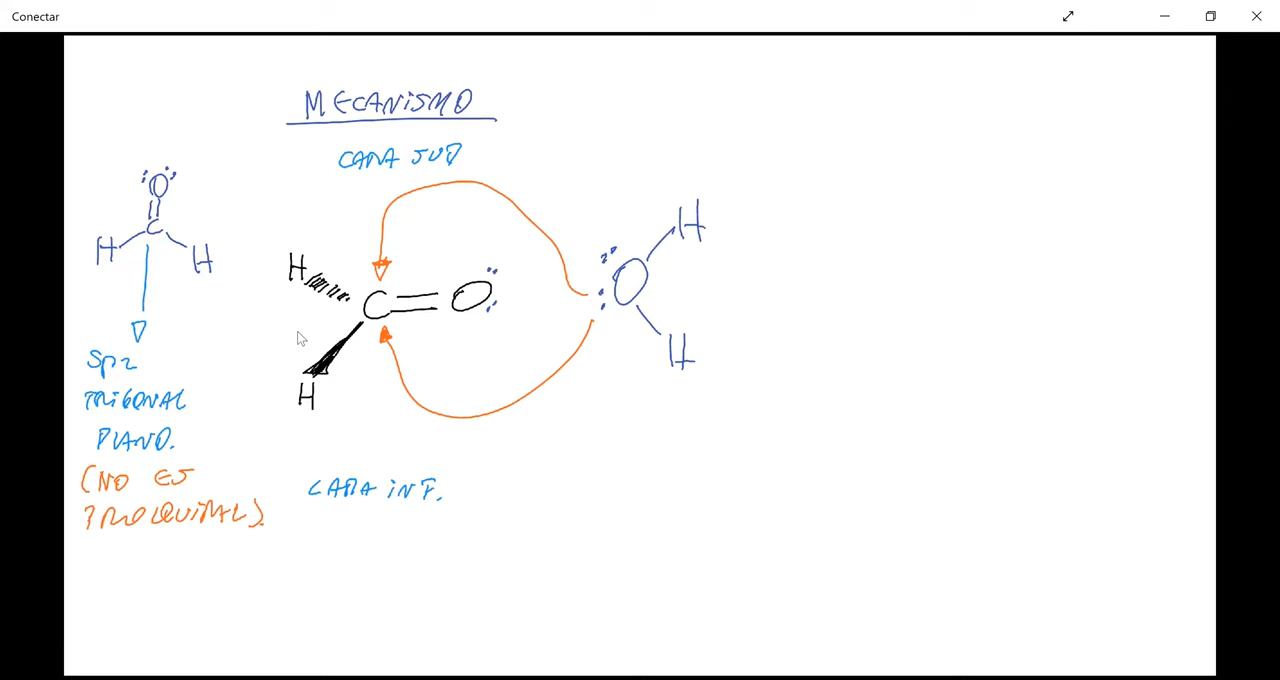 Conectar
MECANISMO
CARA SUP
O
C
H H
H
C O
H
O
H
H
Sp2
TRIGONAL
PLANO.
(NO ES
PROQUIRAL).
CARA INF.